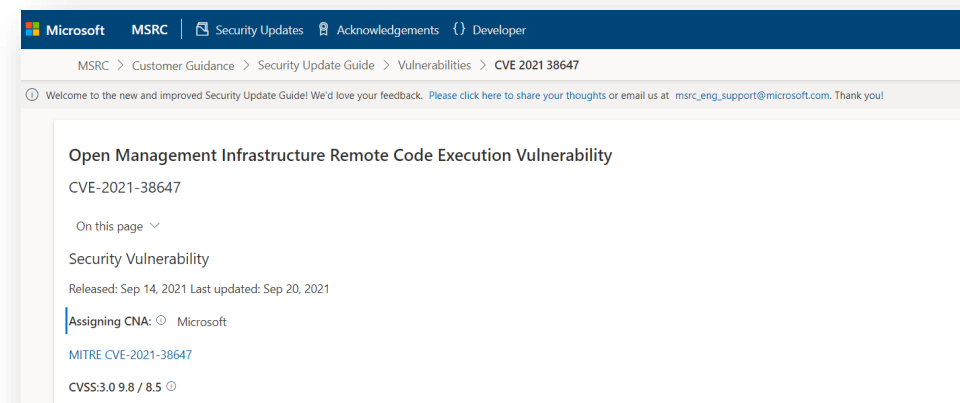 Microsoft MSRC Security Updates Acknowledgements {} Developer
MSRC > Customer Guidance > Security Update Guide > Vulnerabilities > CVE 2021 38647
Welcome to the new and improved Security Update Guide! We'd love your feedback. Please click here to share your thoughts or email us at msrc_eng_support@microsoft.com. Thank you!
Open Management Infrastructure Remote Code Execution Vulnerability
CVE-2021-38647
On this page
Security Vulnerability
Released: Sep 14, 2021 Last updated: Sep 20, 2021
Assigning CNA: Microsoft
MITRE CVE-2021-38647
CVSS:3.0 9.8 / 8.5